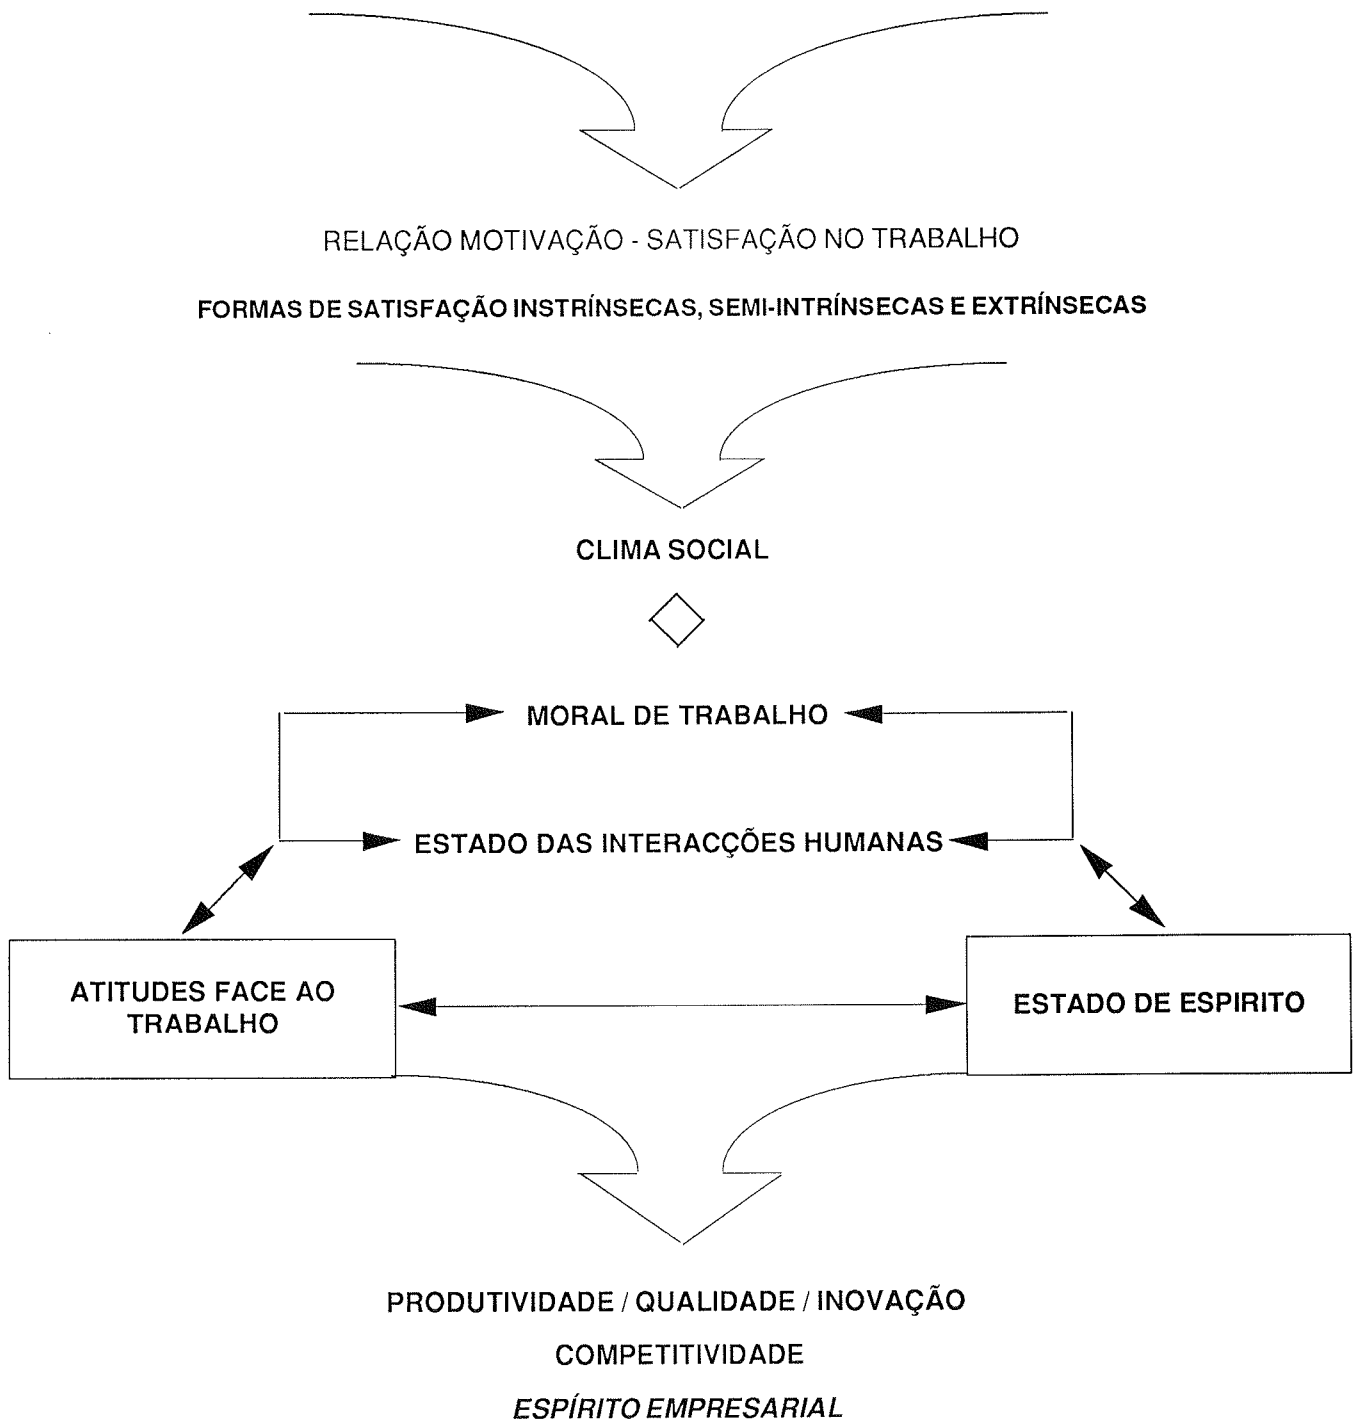 RELAÇÃO MOTIVAÇÃO - SATISFAÇÃO NO TRABALHO
FORMAS DE SATISFAÇÃO INSTRÍNSECAS, SEMI-INTRÍNSECAS E EXTRÍNSECAS
CLIMA SOCIAL
MORAL DE TRABALHO
ESTADO DAS INTERACÇÕES HUMANAS
ATITUDES FACE AO
TRABALHO
ESTADO DE ESPIRITO
PRODUTIVIDADE / QUALIDADE / INOVAÇÃO
COMPETITIVIDADE
ESPÍRITO EMPRESARIAL